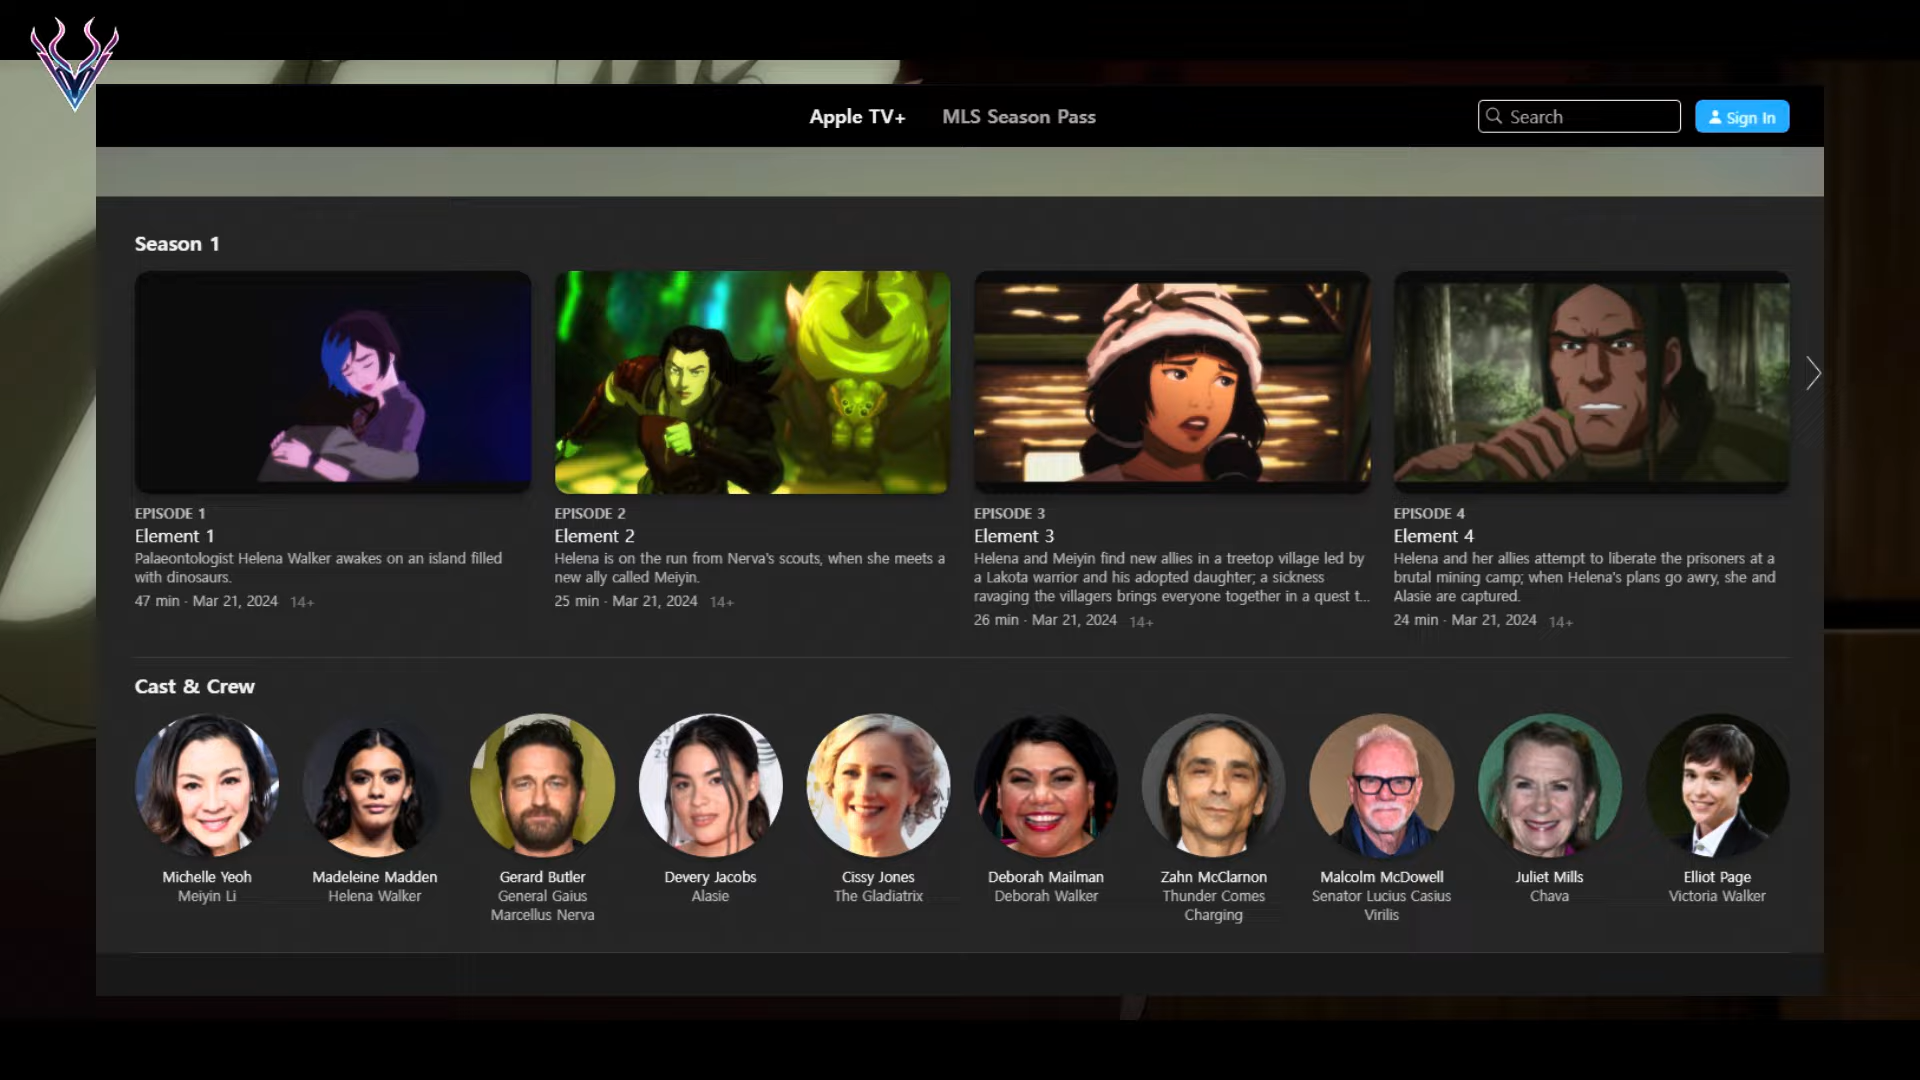 Apple TV+
MLS Season Pass
Search
Sign In
Season 1
EPISODE 1
Element 1
Palaeontologist Helena Walker awakes on an island filled
with dinosaurs.
47 min · Mar 21, 2024 14+
EPISODE 2
Element 2
Helena is on the run from Nerva's scouts, when she meets a
new ally called Meiyin.
25 min · Mar 21, 2024 14+
EPISODE 3
Element 3
Helena and Meiyin find new allies in a treetop village led by
a Lakota warrior and his adopted daughter; a sickness
ravaging the villagers brings everyone together in a quest t...
26 min · Mar 21, 2024 14+
EPISODE 4
Element 4
Helena and her allies attempt to liberate the prisoners at a
brutal mining camp; when Helena's plans go awry, she and
Alasie are captured.
24 min · Mar 21, 2024 14+
Cast & Crew
Michelle Yeoh
Meiyin Li
Madeleine Madden
Helena Walker
Gerard Butler
General Gaius
Marcellus Nerva
Devery Jacobs
Alasie
Cissy Jones
The Gladiatrix
Deborah Mailman
Deborah Walker
Zahn McClarnon
Thunder Comes
Charging
Malcolm McDowell
Senator Lucius Casius
Virilis
Juliet Mills
Chava
Elliot Page
Victoria Walker